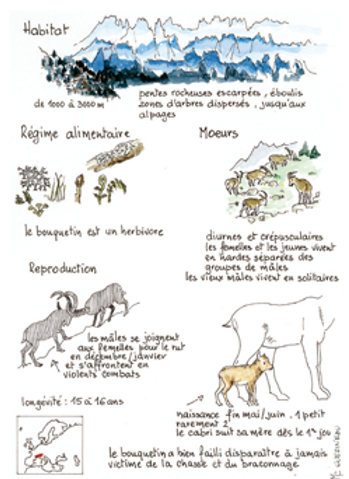 Habitat
de 1000 à 3000 m
pentes rocheuses escarpées, éboulis
zones d'arbres dispersés, jusqu'aux
alpages
Régime alimentaire
Moeurs
le bouquetin est un herbivore
diurnes et crépusculaires
les femelles et les jeunes vivent
en hardes séparées des
groupes de mâles
les vieux mâles vivent en solitaires
Reproduction
les mâles se joignent
aux femelles pour le rut
en décembre/janvier
et s'affrontent en
violents combats
longévité : 15 à 16 ans
naissance fin mai/juin, 1 petit
rarement 2
le cabri suit sa mère dès le 1er jour
le bouquetin a bien failli disparaître à jamais
victime de la chasse et du braconnage